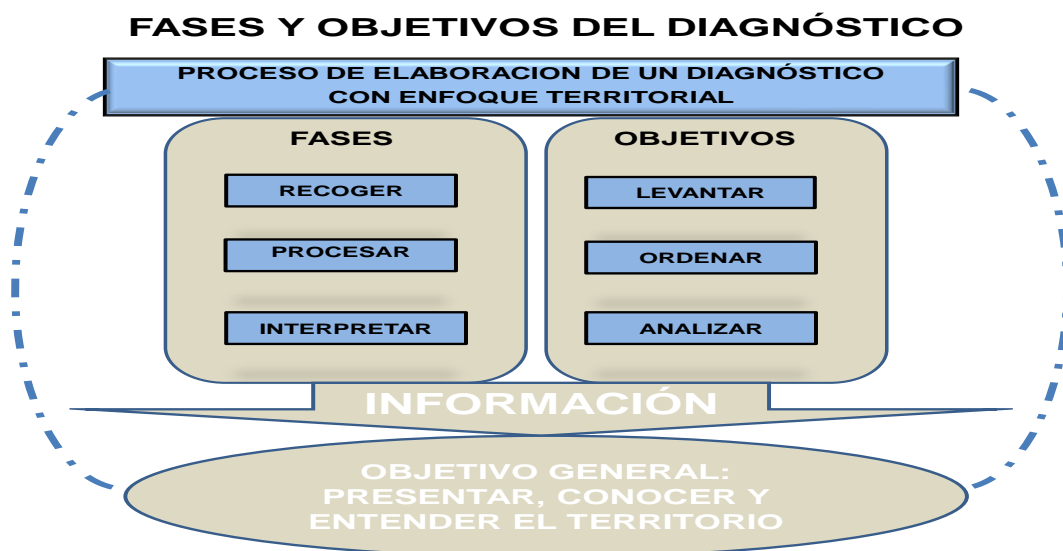 FASES Y OBJETIVOS DEL DIAGNÓSTICO
PROCESO DE ELABORACION DE UN DIAGNÓSTICO
CON ENFOQUE TERRITORIAL
FASES
RECOGER
PROCESAR
INTERPRETAR
OBJETIVOS
LEVANTAR
ORDENAR
ANALIZAR
INFORMACIÓN
OBJETIVO GENERAL:
PRESENTAR, CONOCER Y
ENTENDER EL TERRITORIO